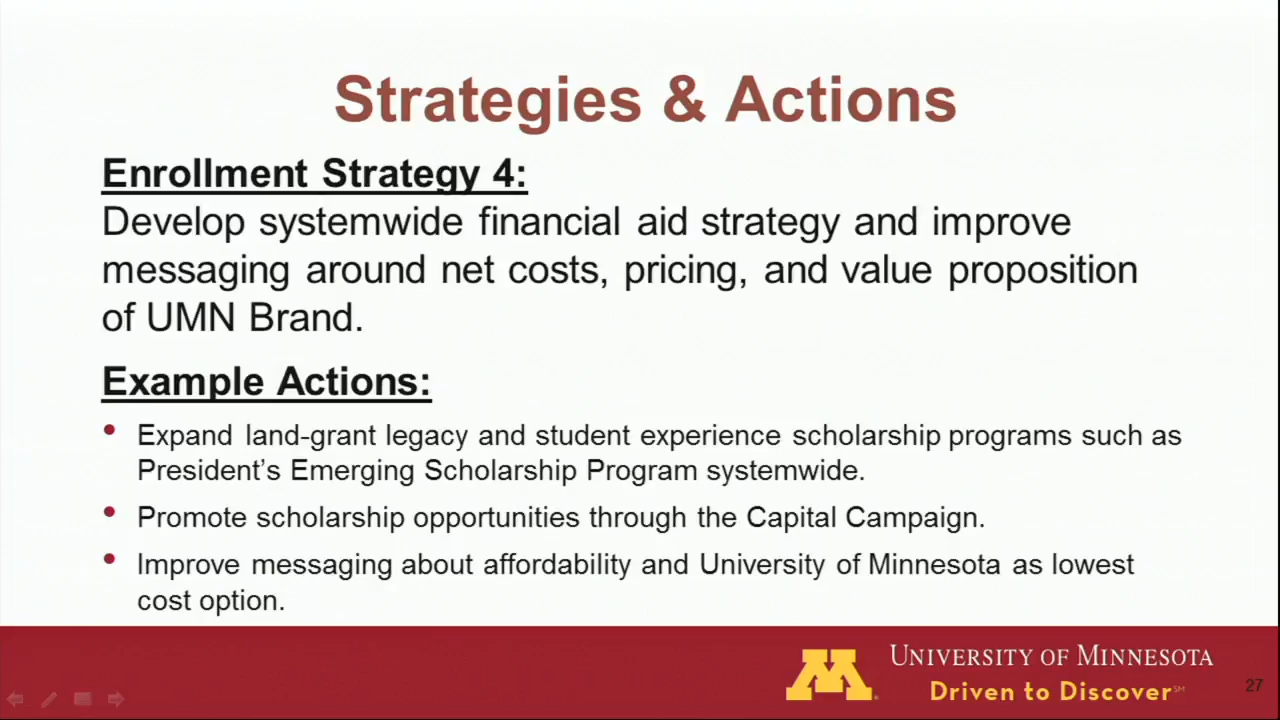 Strategies & Actions
Enrollment Strategy 4:
Develop systemwide financial aid strategy and improve
messaging around net costs, pricing, and value proposition
of UMN Brand.
Example Actions:
• Expand land-grant legacy and student experience scholarship programs such as
President’s Emerging Scholarship Program systemwide.
• Promote scholarship opportunities through the Capital Campaign.
• Improve messaging about affordability and University of Minnesota as lowest
cost option.
M
UNIVERSITY OF MINNESOTA
Driven to Discover℠
27